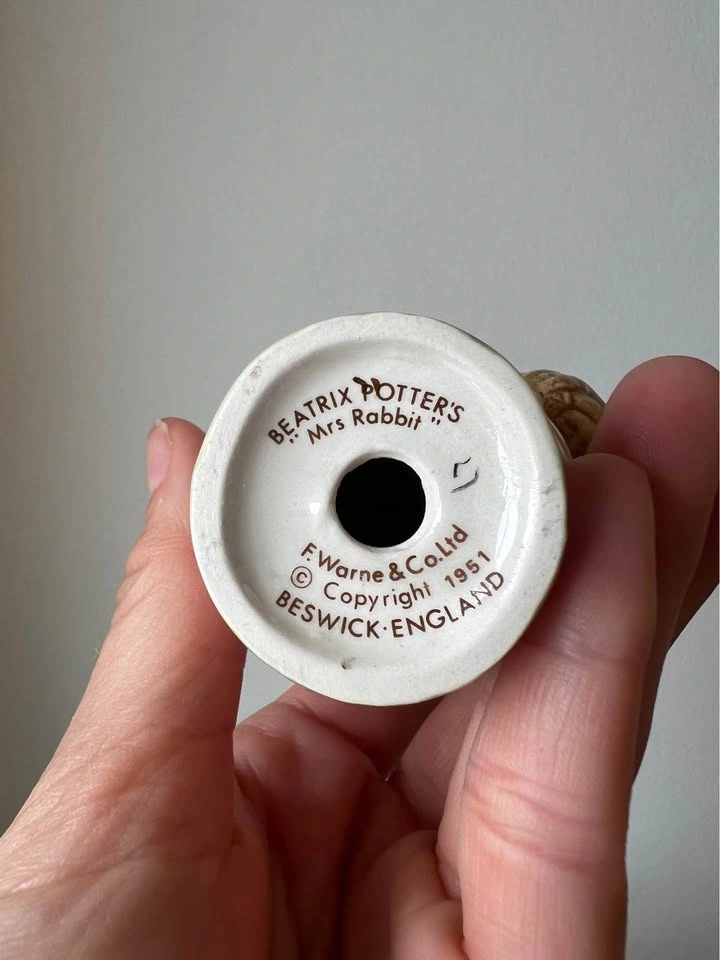 BEATRIX POTTER'S
"Mrs Rabbit"
F. Warne & Co. Ltd
© Copyright 1951
BESWICK·ENGLAND